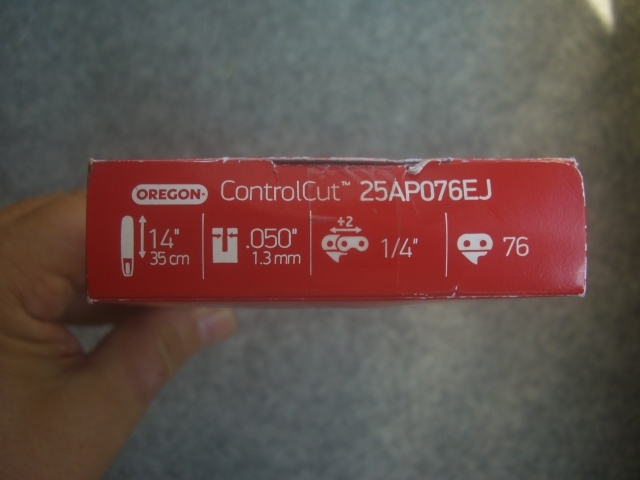 OREGON ControlCut™ 25AP076EJ
14" .050" ÷2 1/4" 76
35 cm 1.3 mm